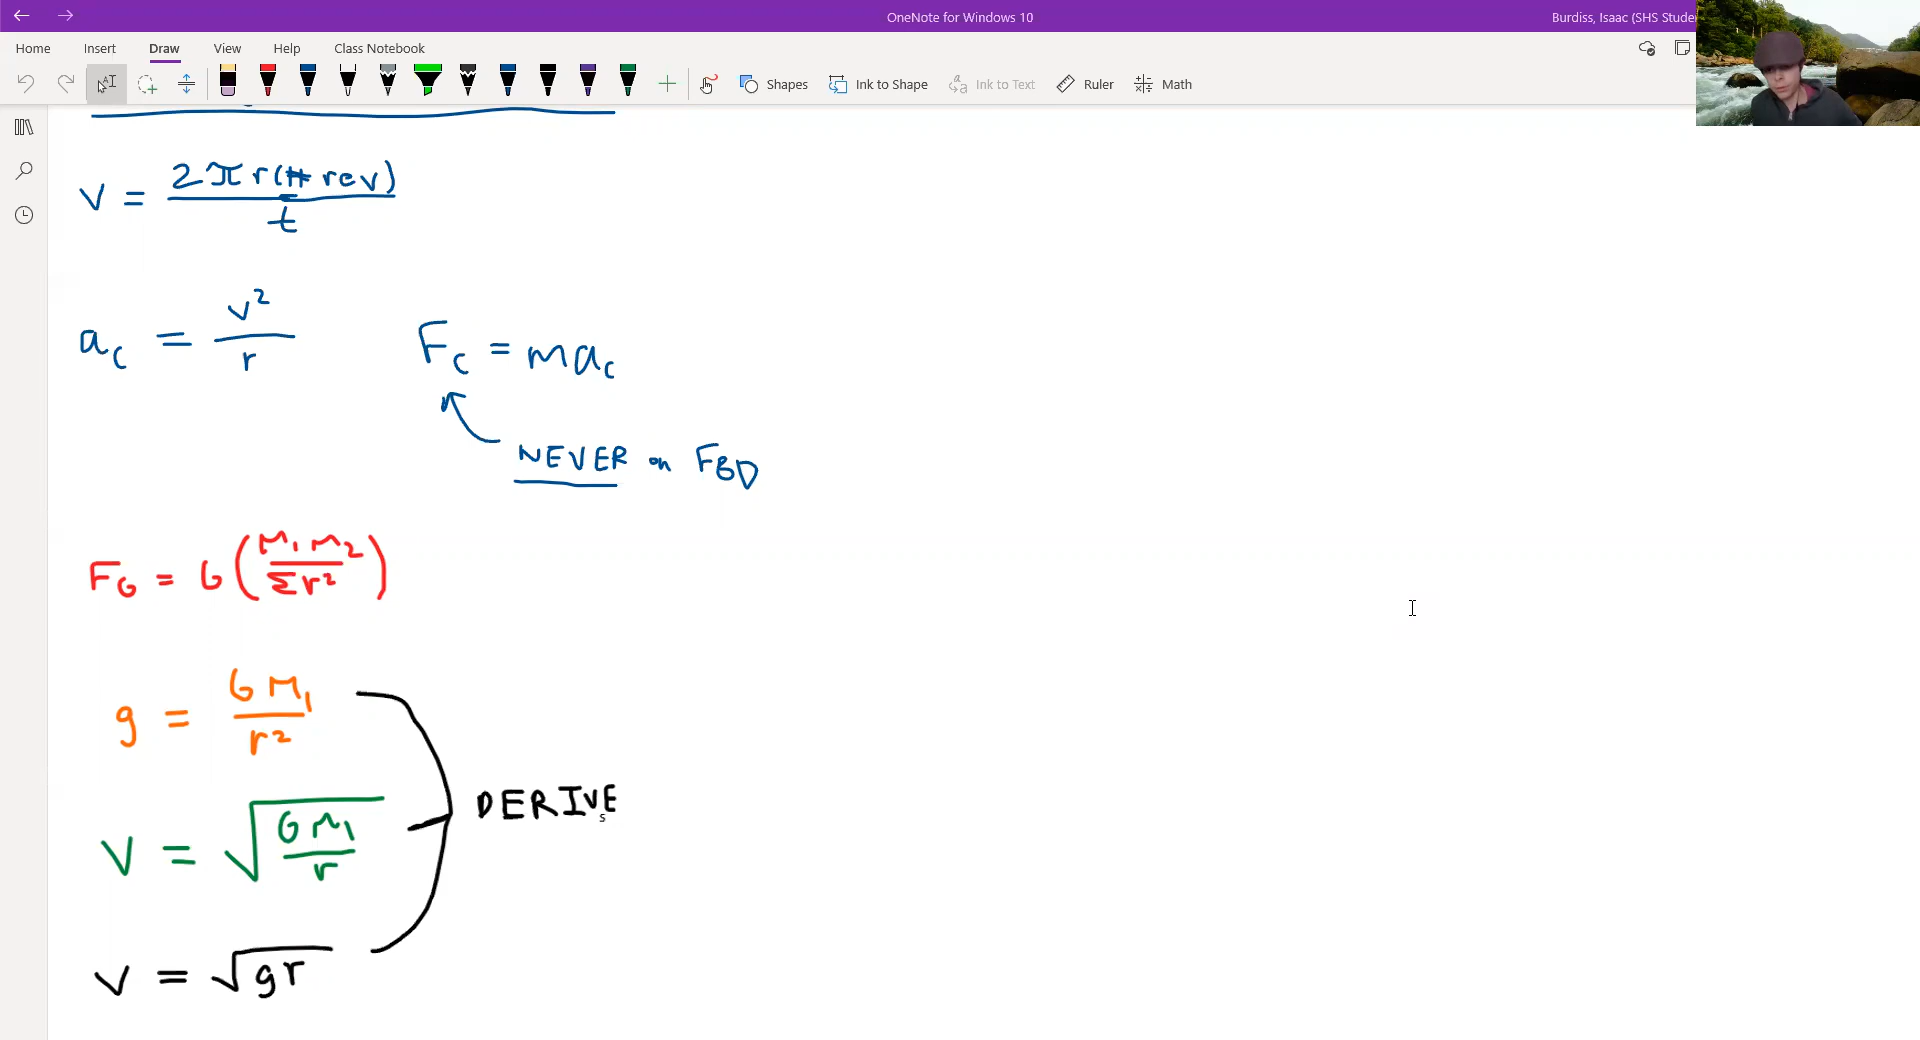 OneNote for Windows 10
Burdiss, Isaac (SHS Stude
Home Insert Draw View Help Class Notebook
Shapes Ink to Shape Ink to Text Ruler Math
v = 2πr(# rev) / t
a_c = v² / r
F_c = ma_c
NEVER on FBD
F_G = G(M₁M₂ / Σr²)
g = GM₁ / r²
v = √(GM₁ / r)
DERIVE
s
v = √gr